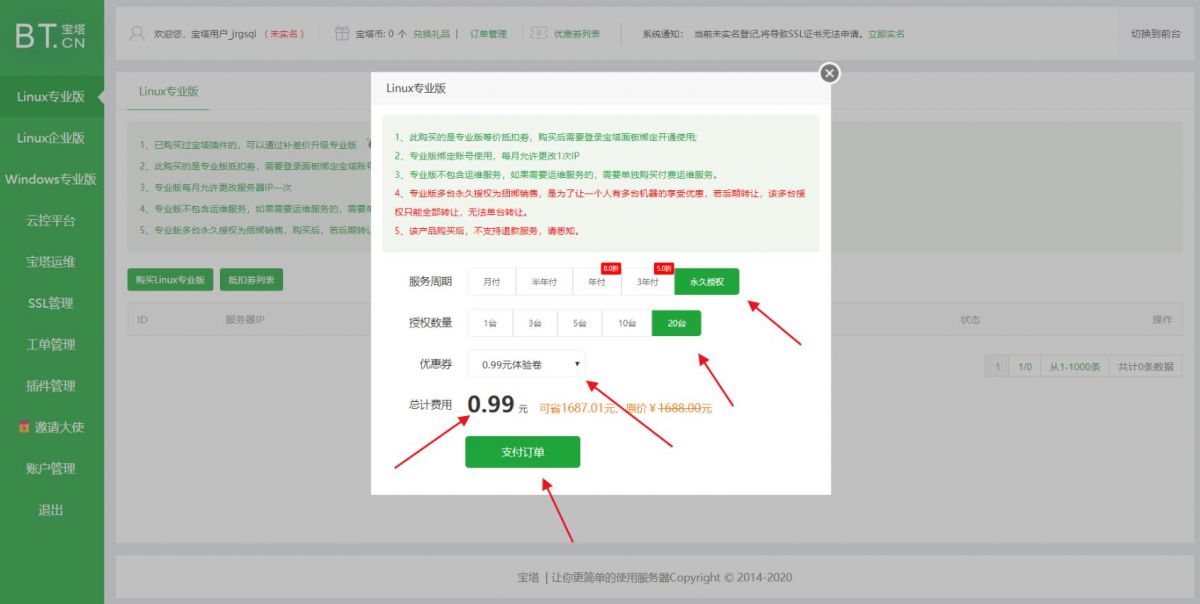 BT.宝塔.CN
Linux专业版
Linux企业版
Windows专业版
云控平台
宝塔运维
SSL管理
工单管理
插件管理
邀请大使
账户管理
退出
欢迎您，宝塔用户_jrgsql （未实名） 宝塔币: 0 个 兑换礼品 | 订单管理 优惠券列表 系统通知： 当前未实名登记,将导致SSL证书无法申请。立即实名 切换到前台
Linux专业版
1、已购买过宝塔插件的，可以通过补差价升级专业版
2、此购买的是专业版抵扣券，需要登录面板绑定宝塔账号
3、专业版每月允许更改服务器IP一次
4、专业版不包含运维服务，如果需要运维服务的，需要单
5、专业版多台永久授权为捆绑销售，购买后，若后期转让
购买Linux专业版 抵扣券列表
ID 服务器IP 状态 操作
1 1/0 从1-1000条 共计0条数据
Linux专业版
1、此购买的是专业版等价抵扣券，购买后需要登录宝塔面板绑定开通使用;
2、专业版绑定账号使用，每月允许更改1次IP
3、专业版不包含运维服务，如果需要运维服务的，需要单独购买付费运维服务。
4、专业版多台永久授权为捆绑销售，是为了让一个人有多台机器的享受优惠，若后期转让，该多台授
权只能全部转让，无法单台转让。
5、该产品购买后，不支持退款服务，请悉知。
服务周期 月付 半年付 年付 8.0折 3年付 5.0折 永久授权
授权数量 1台 3台 5台 10台 20台
优惠券 0.99元体验卷
总计费用 0.99 元 可省1687.01元，原价￥1688.00元
支付订单
宝塔 | 让你更简单的使用服务器Copyright © 2014-2020